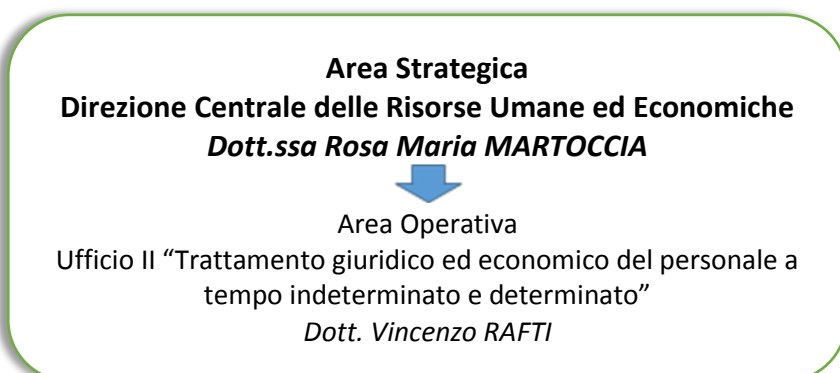 Area Strategica
Direzione Centrale delle Risorse Umane ed Economiche
Dott.ssa Rosa Maria MARTOCCIA
Area Operativa
Ufficio II “Trattamento giuridico ed economico del personale a
tempo indeterminato e determinato”
Dott. Vincenzo RAFTI